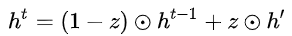 h^t = (1 − z) ⊙ h^{t−1} + z ⊙ h′